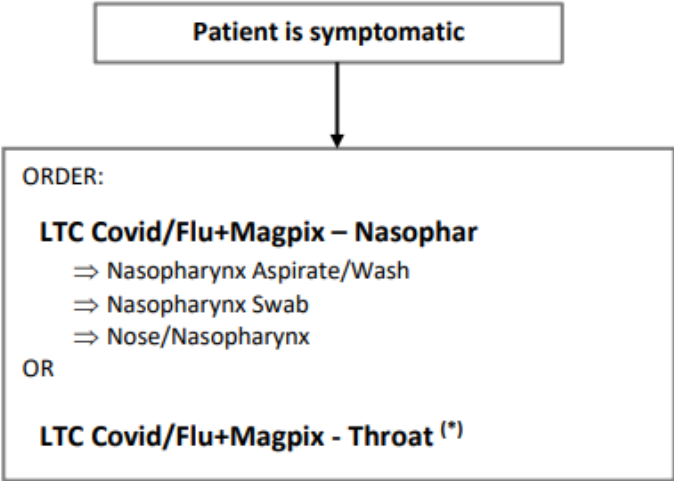 Patient is symptomatic
ORDER:
LTC Covid/Flu+Magpix – Nasophar
⇒ Nasopharynx Aspirate/Wash
⇒ Nasopharynx Swab
⇒ Nose/Nasopharynx
OR
LTC Covid/Flu+Magpix - Throat (*)